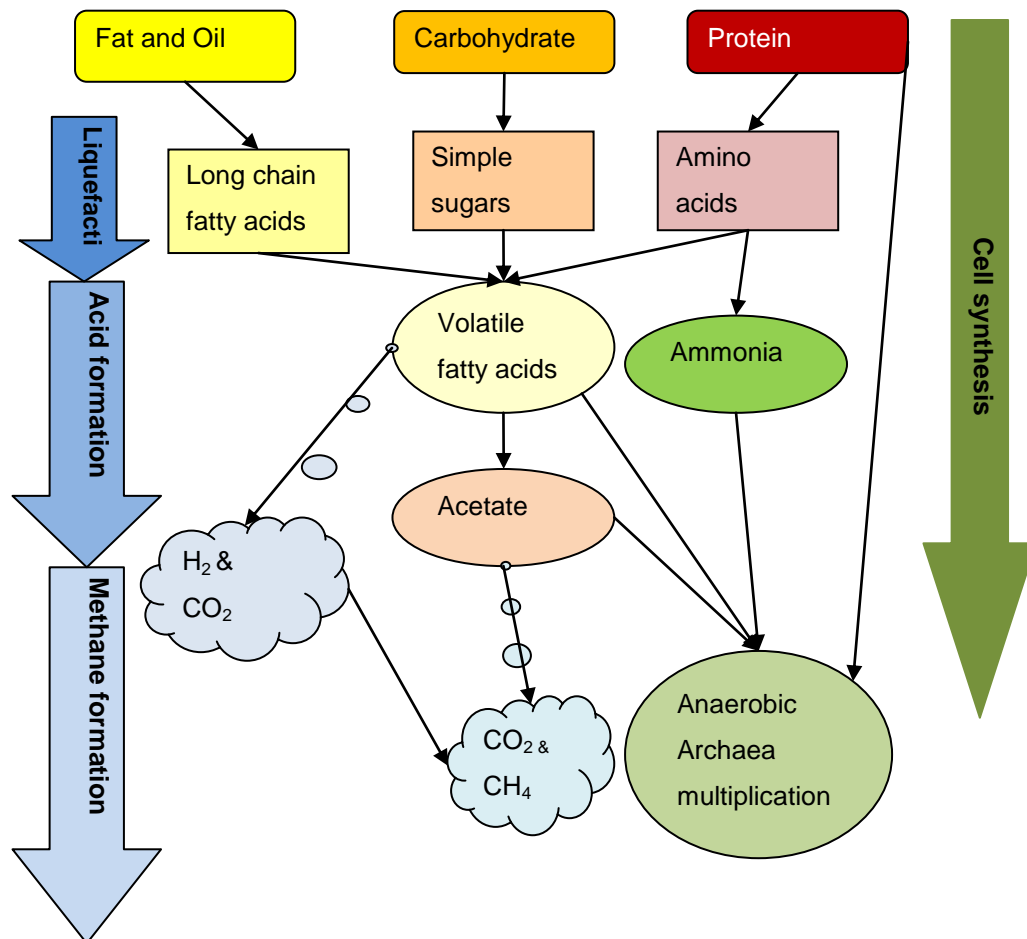 Fat and Oil
Carbohydrate
Protein
Liquefacti
Long chain
fatty acids
Simple
sugars
Amino
acids
Cell synthesis
Acid formation
Volatile
fatty acids
Ammonia
Acetate
H₂ &
CO₂
Methane formation
CO₂ &
CH₄
Anaerobic
Archaea
multiplication